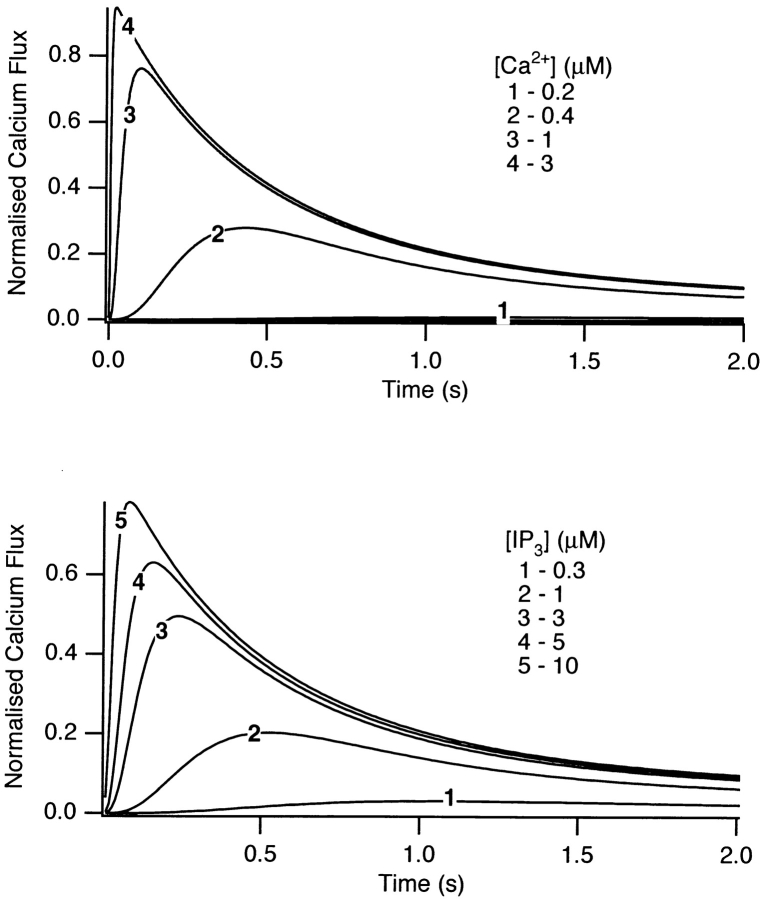 Normalised Calcium Flux
0.8
0.6
0.4
0.2
0.0
4
3
2
1
[Ca²⁺] (μM)
1 - 0.2
2 - 0.4
3 - 1
4 - 3
0.0 0.5 1.0 1.5 2.0
Time (s)
Normalised Calcium Flux
0.6
0.4
0.2
0.0
5
4
3
2
1
[IP₃] (μM)
1 - 0.3
2 - 1
3 - 3
4 - 5
5 - 10
0.5 1.0 1.5 2.0
Time (s)